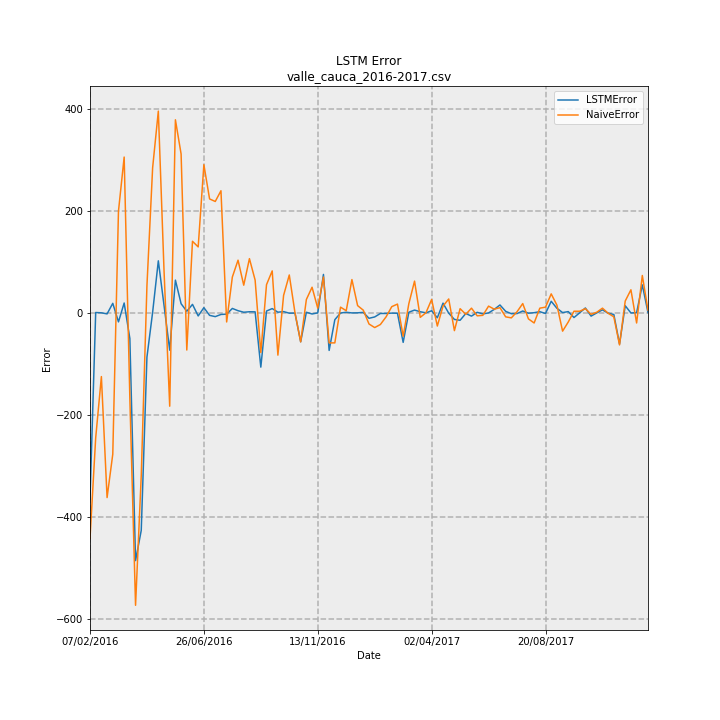 LSTM Error
valle_cauca_2016-2017.csv
LSTMError
NaiveError
400
200
0
−200
−400
−600
Error
07/02/2016
26/06/2016
13/11/2016
02/04/2017
20/08/2017
Date